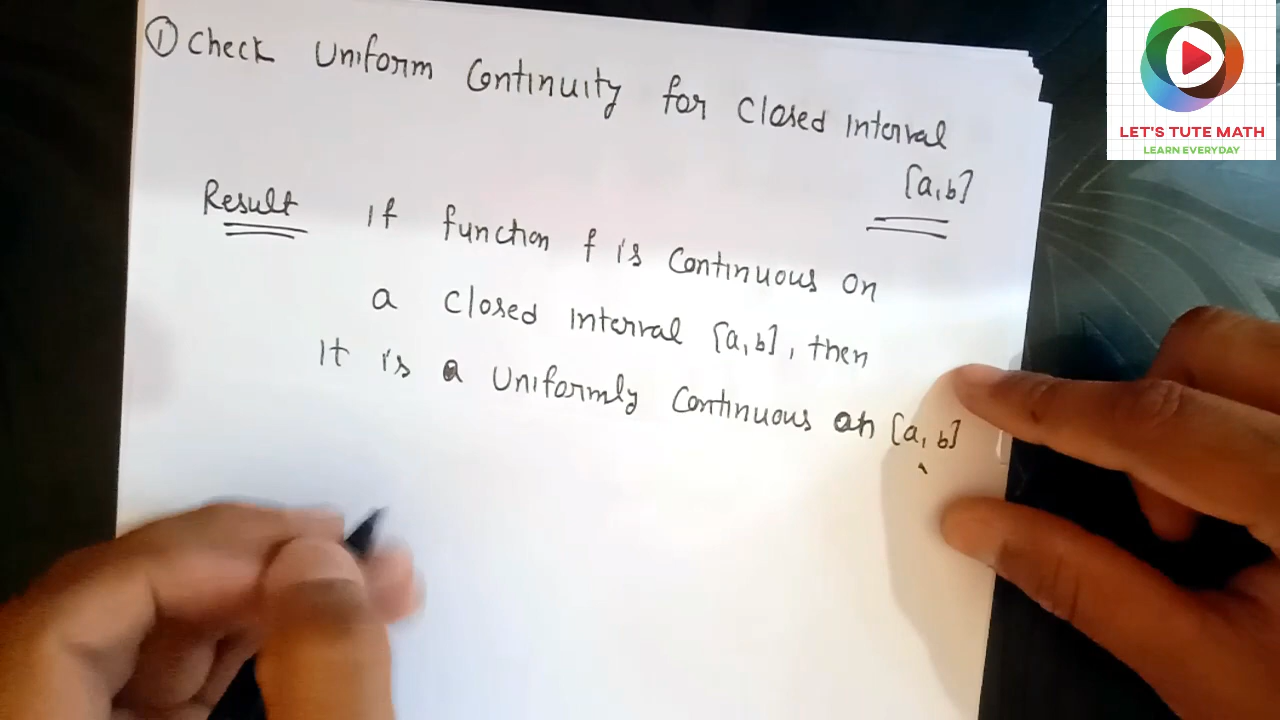 ① Check Uniform Continuity for Closed Interval
[a,b]
Result If function f is Continuous on
a Closed Interval [a,b], then
It is a Uniformly Continuous on [a, b]
LET'S TUTE MATH
LEARN EVERYDAY